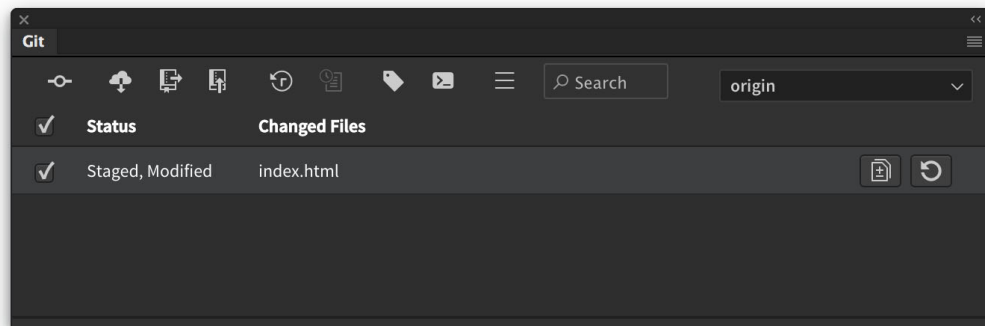 Git
Search
origin
Status Changed Files
Staged, Modified index.html